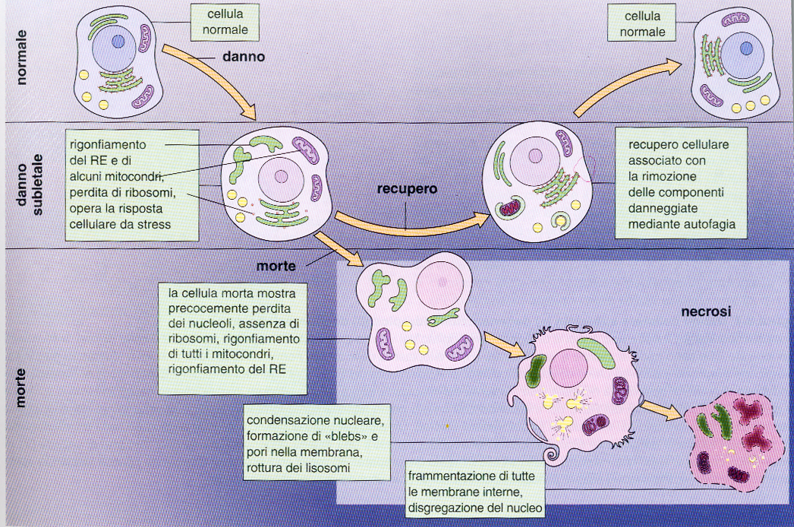 normale
cellula
normale
danno
cellula
normale
danno
subletale
rigonfiamento
del RE e di
alcuni mitocondri,
perdita di ribosomi,
opera la risposta
cellulare da stress
recupero
recupero cellulare
associato con
la rimozione
delle componenti
danneggiate
mediante autofagia
morte
morte
la cellula morta mostra
precocemente perdita
dei nucleoli, assenza di
ribosomi, rigonfiamento
di tutti i mitocondri,
rigonfiamento del RE
necrosi
condensazione nucleare,
formazione di «blebs» e
pori nella membrana,
rottura dei lisosomi
frammentazione di tutte
le membrane interne,
disgregazione del nucleo